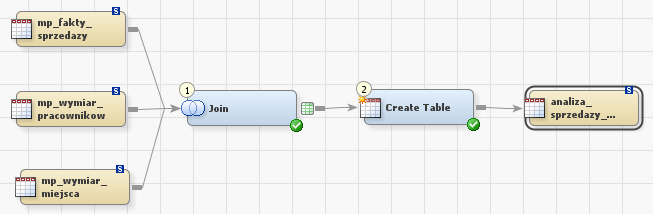 S
mp_fakty_
sprzedazy
S
mp_wymiar_
pracownikow
S
mp_wymiar_
miejsca
1
Join
2
Create Table
S
analiza_
sprzedazy_...